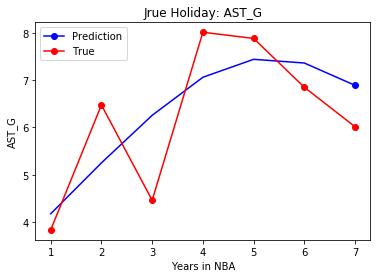 Jrue Holiday: AST_G
Prediction
True
8
7
6
5
4
AST_G
1 2 3 4 5 6 7
Years in NBA